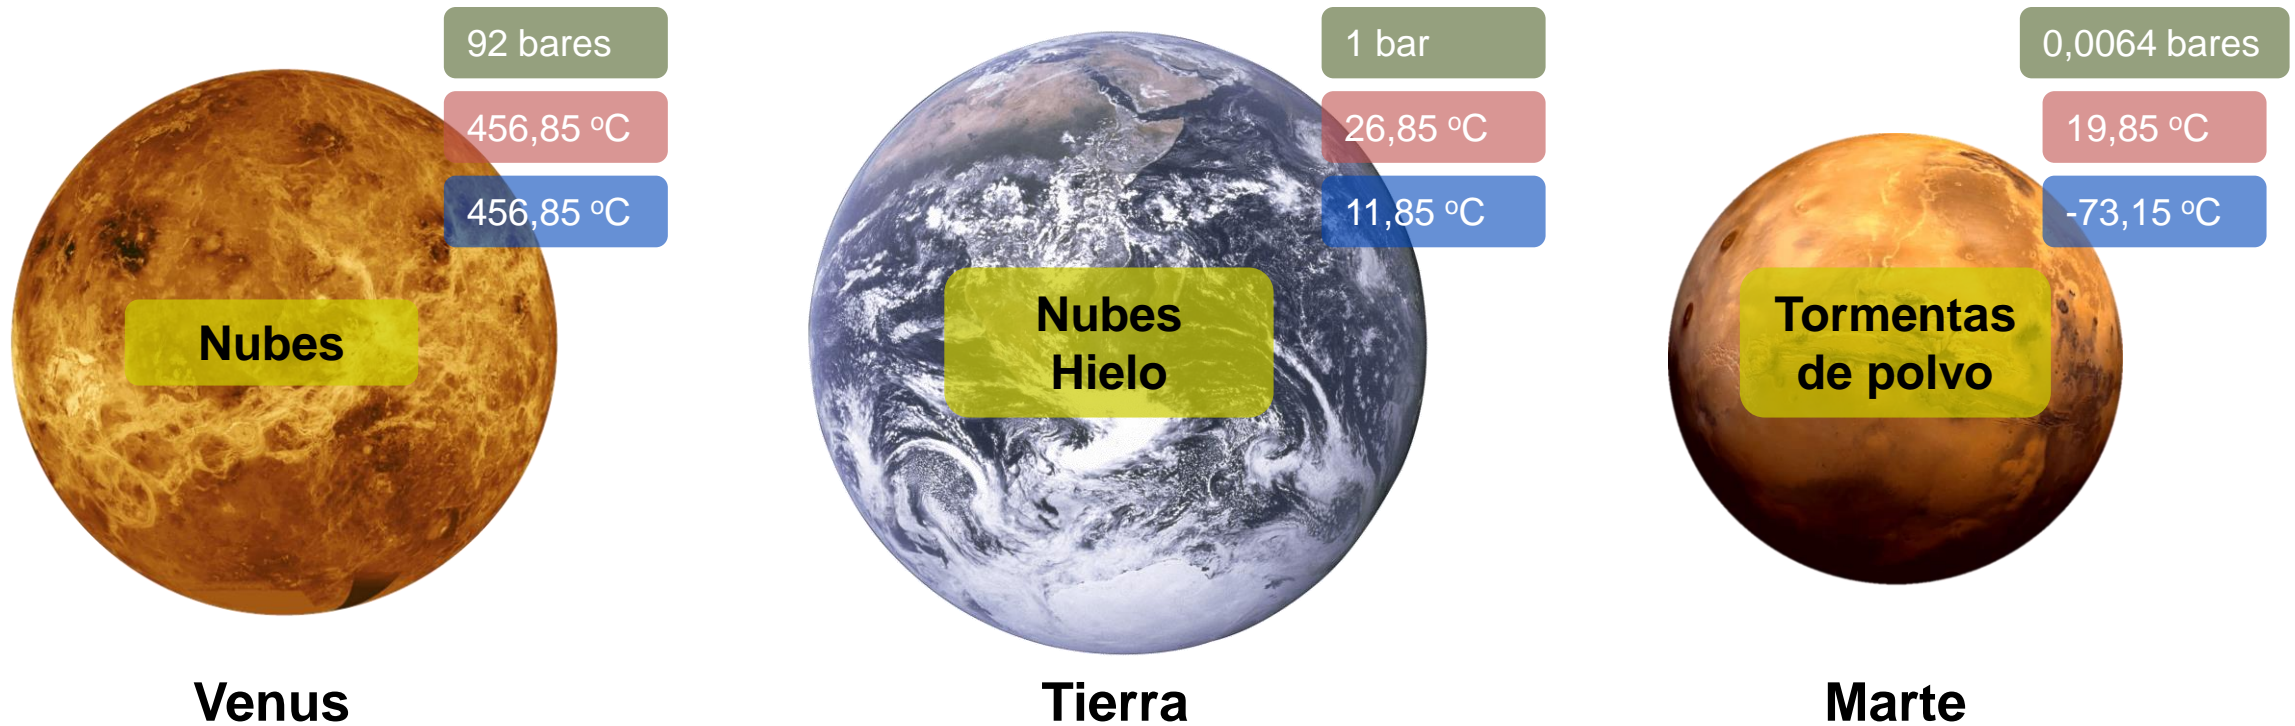 92 bares
456,85 ºC
456,85 ºC
Nubes
Venus
1 bar
26,85 ºC
11,85 ºC
Nubes
Hielo
Tierra
0,0064 bares
19,85 ºC
-73,15 ºC
Tormentas
de polvo
Marte